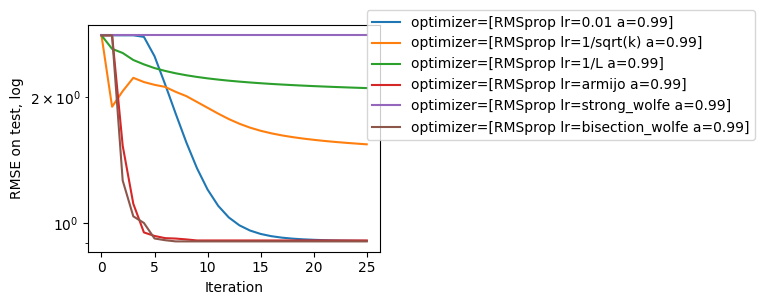 optimizer=[RMSprop lr=0.01 a=0.99]
optimizer=[RMSprop lr=1/sqrt(k) a=0.99]
optimizer=[RMSprop lr=1/L a=0.99]
optimizer=[RMSprop lr=armijo a=0.99]
optimizer=[RMSprop lr=strong_wolfe a=0.99]
optimizer=[RMSprop lr=bisection_wolfe a=0.99]
RMSE on test, log
2 × 10⁰
10⁰
0 5 10 15 20 25
Iteration